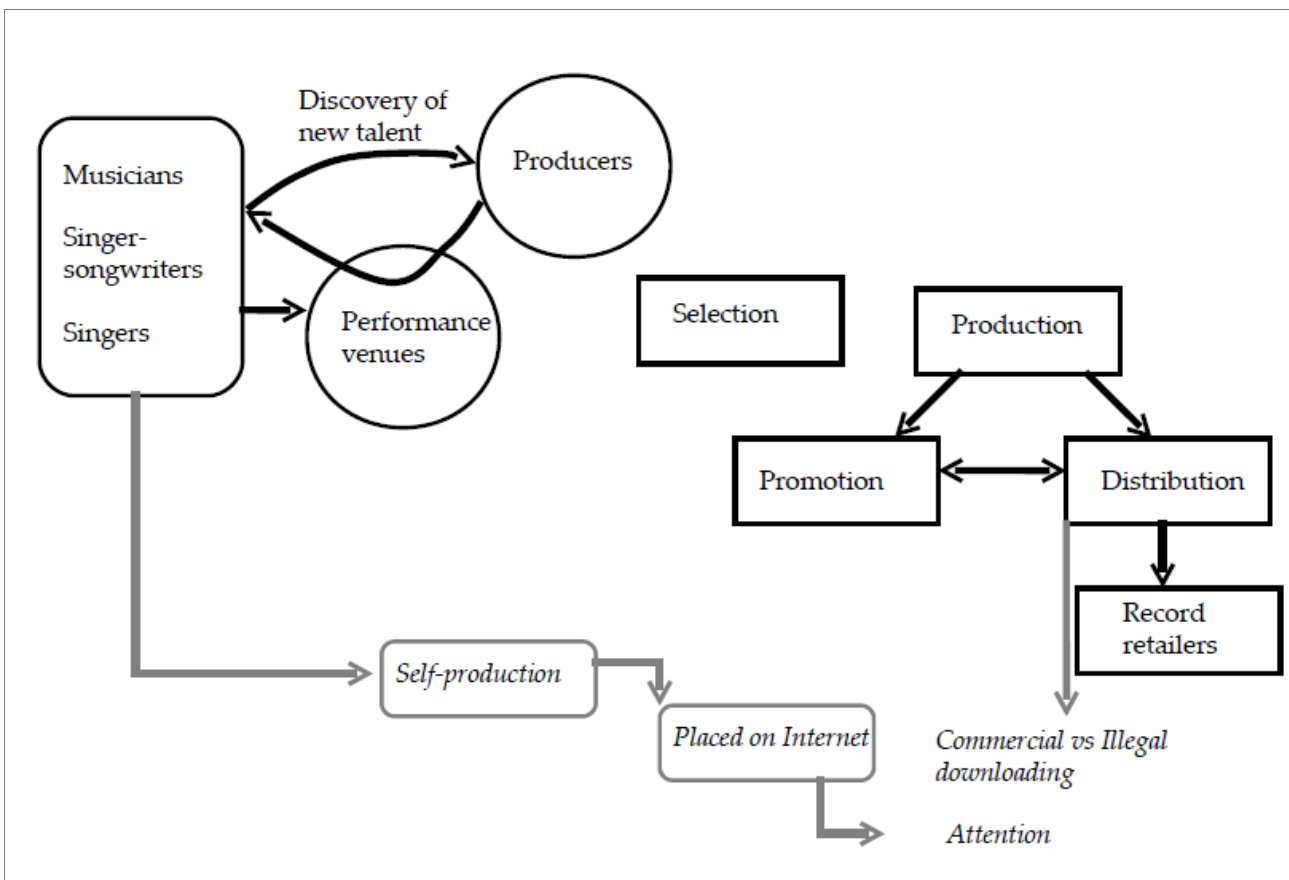 Discovery of
new talent
Musicians
Singer-
songwriters
Singers
Producers
Performance
venues
Selection
Production
Promotion
Distribution
Record
retailers
Self-production
Placed on Internet
Commercial vs Illegal
downloading
Attention